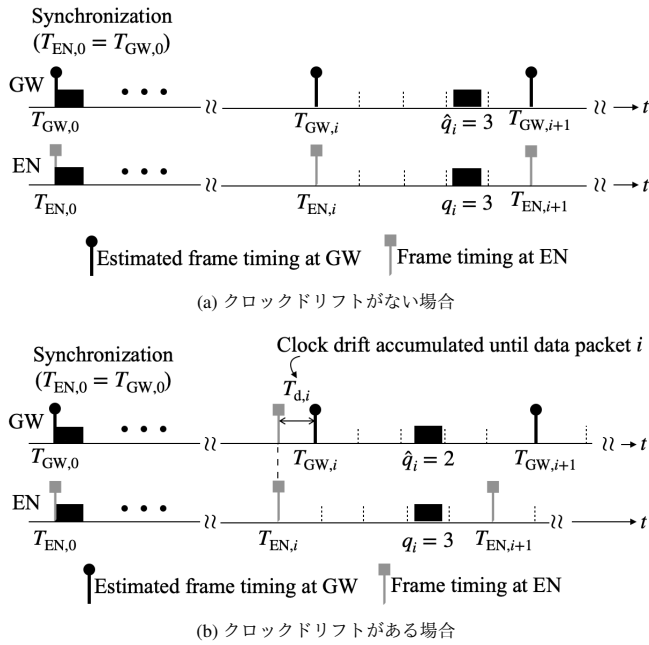 Synchronization
(T_EN,0 = T_GW,0)
GW
T_GW,0
T_GW,i
q̂_i = 3
T_GW,i+1
t
EN
T_EN,0
T_EN,i
q_i = 3
T_EN,i+1
t
Estimated frame timing at GW
Frame timing at EN
(a) クロックドリフトがない場合
Clock drift accumulated until data packet i
Synchronization
(T_EN,0 = T_GW,0)
T_d,i
GW
T_GW,0
T_GW,i
q̂_i = 2
T_GW,i+1
t
EN
T_EN,0
T_EN,i
q_i = 3
T_EN,i+1
t
Estimated frame timing at GW
Frame timing at EN
(b) クロックドリフトがある場合